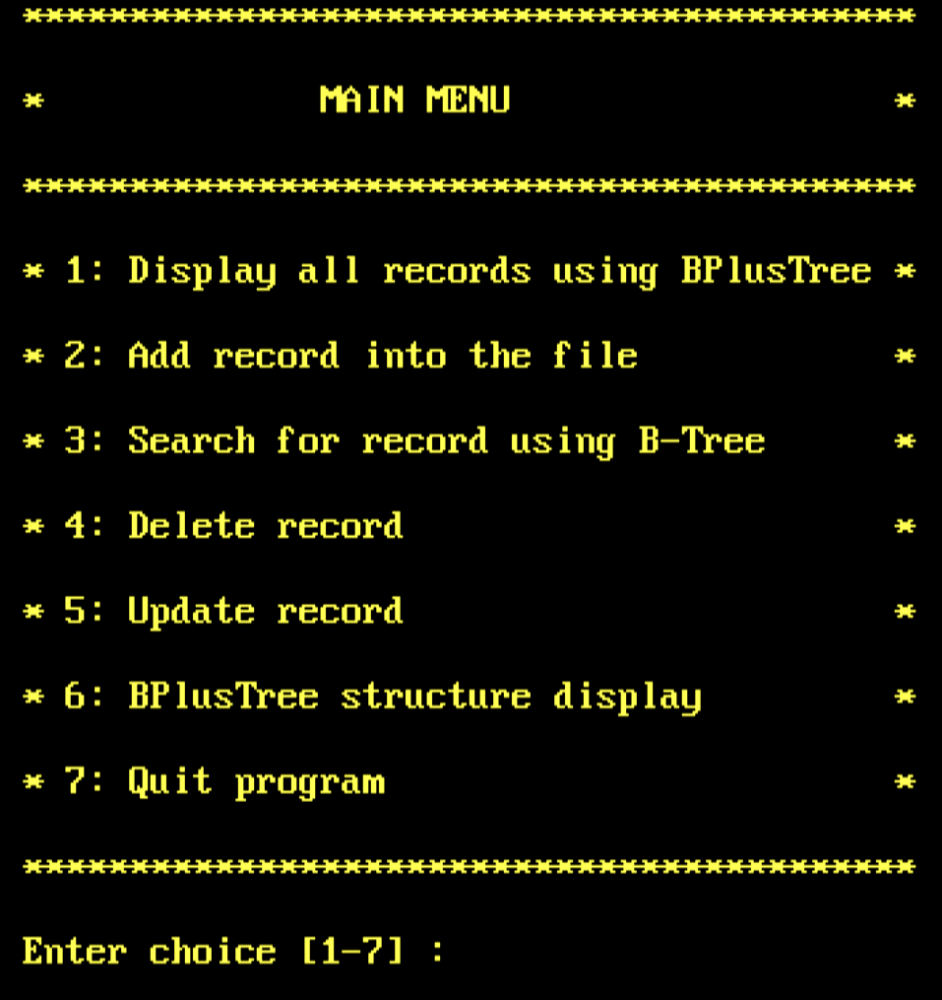 ******************************************
*             MAIN MENU                  *
******************************************
* 1: Display all records using BPlusTree *
* 2: Add record into the file            *
* 3: Search for record using B-Tree      *
* 4: Delete record                       *
* 5: Update record                       *
* 6: BPlusTree structure display         *
* 7: Quit program                        *
******************************************
Enter choice [1-7] :